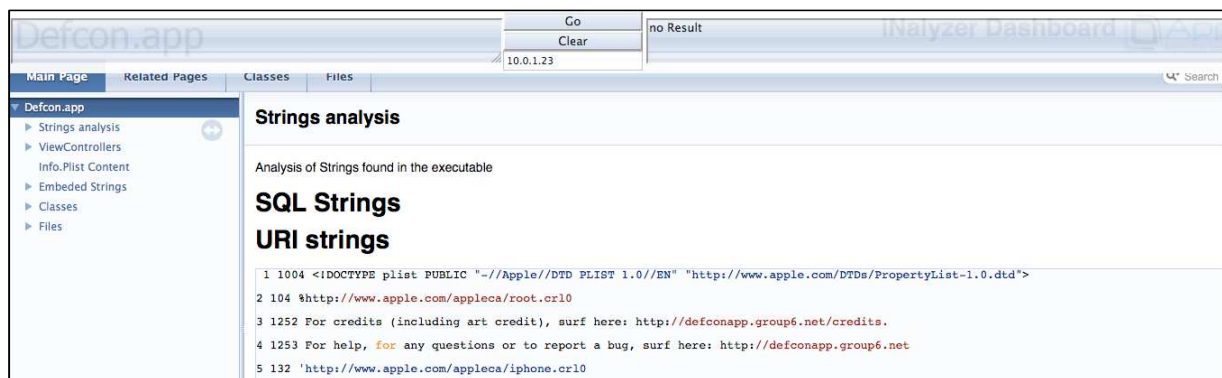 Defcon.app
Go
Clear
10.0.1.23
no Result
iNalyzer Dashboard
Main Page
Related Pages
Classes
Files
Search
Defcon.app
Strings analysis
ViewControllers
Info.Plist Content
Embeded Strings
Classes
Files
Strings analysis
Analysis of Strings found in the executable
SQL Strings
URI strings
1 1004 <!DOCTYPE plist PUBLIC "-//Apple//DTD PLIST 1.0//EN" "http://www.apple.com/DTDs/PropertyList-1.0.dtd">
2 104 %http://www.apple.com/appleca/root.crl0
3 1252 For credits (including art credit), surf here: http://defconapp.group6.net/credits.
4 1253 For help, for any questions or to report a bug, surf here: http://defconapp.group6.net
5 132 'http://www.apple.com/appleca/iphone.crl0